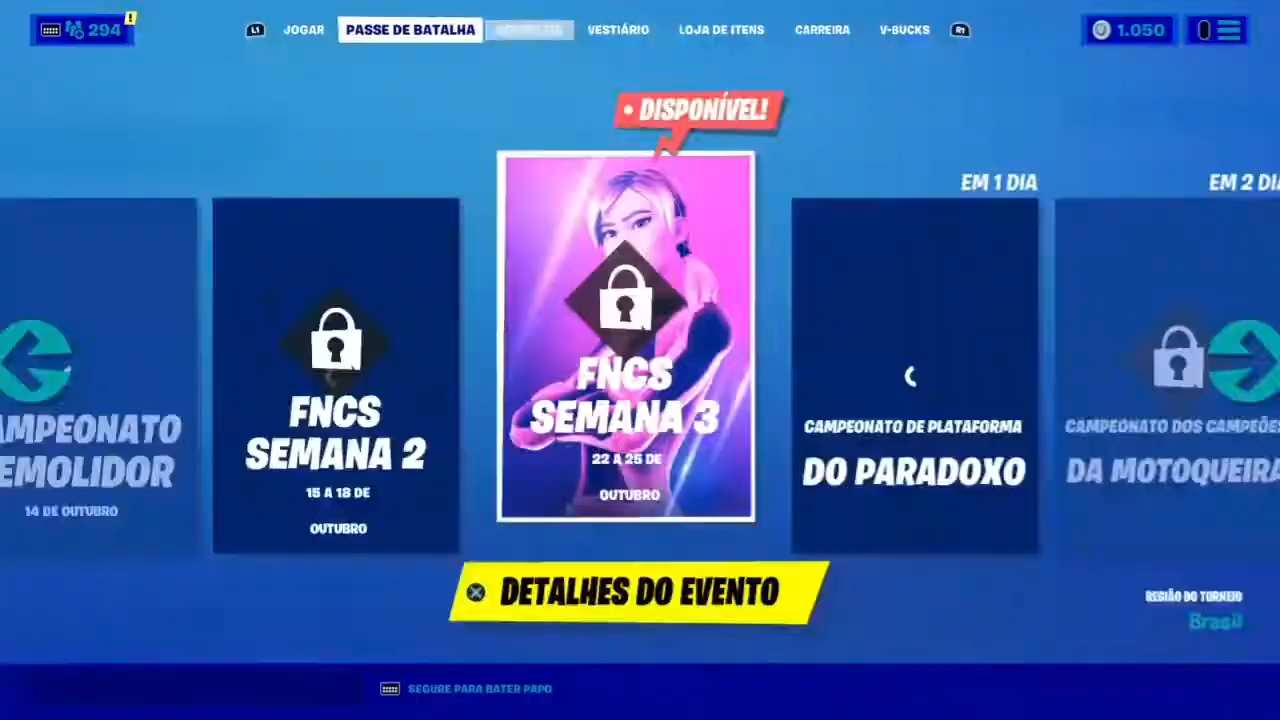 294
!
L1
JOGAR
PASSE DE BATALHA
VESTIÁRIO
LOJA DE ITENS
CARREIRA
V-BUCKS
R1
1.050
DISPONÍVEL!
EM 1 DIA
EM 2 DIA
AMPEONATO
EMOLIDOR
14 DE OUTUBRO
FNCS
SEMANA 2
15 A 18 DE
OUTUBRO
FNCS
SEMANA 3
22 A 25 DE
OUTUBRO
CAMPEONATO DE PLATAFORMA
DO PARADOXO
CAMPEONATO DOS CAMPEÕES
DA MOTOQUEIRA
DETALHES DO EVENTO
REGIÃO DO TORNEIO
Brasil
SEGURE PARA BATER PAPO